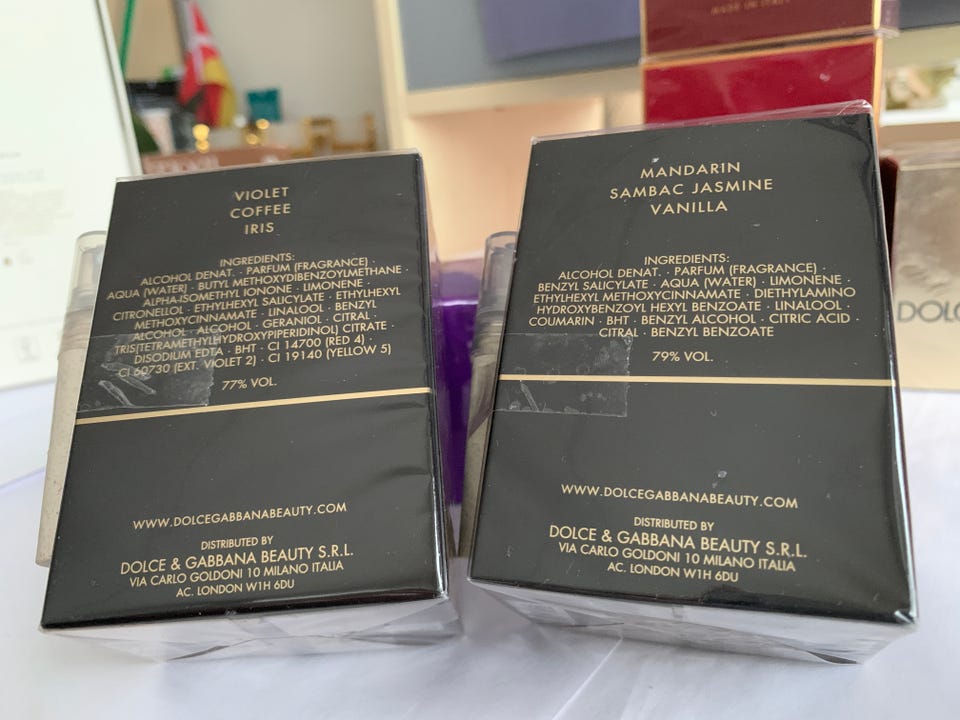 MADE IN ITALY
VIOLET
COFFEE
IRIS
INGREDIENTS:
ALCOHOL DENAT. · PARFUM (FRAGRANCE) ·
AQUA (WATER) · BUTYL METHOXYDIBENZOYLMETHANE ·
ALPHA-ISOMETHYL IONONE · LIMONENE ·
CITRONELLOL · ETHYLHEXYL SALICYLATE · ETHYLHEXYL
METHOXYCINNAMATE · LINALOOL · BENZYL
ALCOHOL · ALCOHOL · GERANIOL · CITRAL ·
TRIS(TETRAMETHYLHYDROXYPIPERIDINOL) CITRATE ·
DISODIUM EDTA · BHT · CI 14700 (RED 4) ·
CI 60730 (EXT. VIOLET 2) · CI 19140 (YELLOW 5)
77% VOL.
WWW.DOLCEGABBANABEAUTY.COM
DISTRIBUTED BY
DOLCE & GABBANA BEAUTY S.R.L.
VIA CARLO GOLDONI 10 MILANO ITALIA
AC. LONDON W1H 6DU
MANDARIN
SAMBAC JASMINE
VANILLA
INGREDIENTS:
ALCOHOL DENAT. · PARFUM (FRAGRANCE) ·
BENZYL SALICYLATE · AQUA (WATER) · LIMONENE ·
ETHYLHEXYL METHOXYCINNAMATE · DIETHYLAMINO
HYDROXYBENZOYL HEXYL BENZOATE · LINALOOL ·
COUMARIN · BHT · BENZYL ALCOHOL · CITRIC ACID ·
CITRAL · BENZYL BENZOATE
79% VOL.
WWW.DOLCEGABBANABEAUTY.COM
DISTRIBUTED BY
DOLCE & GABBANA BEAUTY S.R.L.
VIA CARLO GOLDONI 10 MILANO ITALIA
AC. LONDON W1H 6DU
DOLC